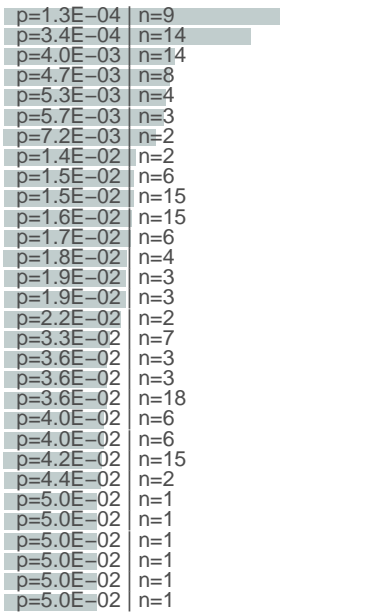 p=1.3E−04 | n=9
p=3.4E−04 | n=14
p=4.0E−03 | n=14
p=4.7E−03 | n=8
p=5.3E−03 | n=4
p=5.7E−03 | n=3
p=7.2E−03 | n=2
p=1.4E−02 | n=2
p=1.5E−02 | n=6
p=1.5E−02 | n=15
p=1.6E−02 | n=15
p=1.7E−02 | n=6
p=1.8E−02 | n=4
p=1.9E−02 | n=3
p=1.9E−02 | n=3
p=2.2E−02 | n=2
p=3.3E−02 | n=7
p=3.6E−02 | n=3
p=3.6E−02 | n=3
p=3.6E−02 | n=18
p=4.0E−02 | n=6
p=4.0E−02 | n=6
p=4.2E−02 | n=15
p=4.4E−02 | n=2
p=5.0E−02 | n=1
p=5.0E−02 | n=1
p=5.0E−02 | n=1
p=5.0E−02 | n=1
p=5.0E−02 | n=1
p=5.0E−02 | n=1